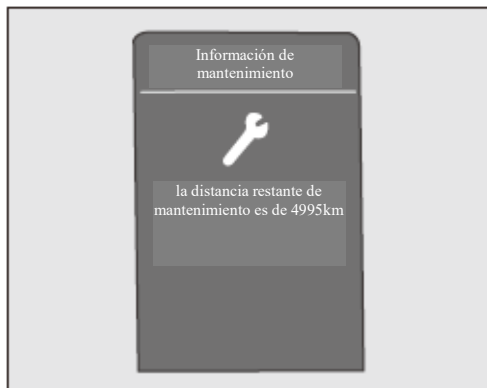 Información de
mantenimiento
la distancia restante de
mantenimiento es de 4995km